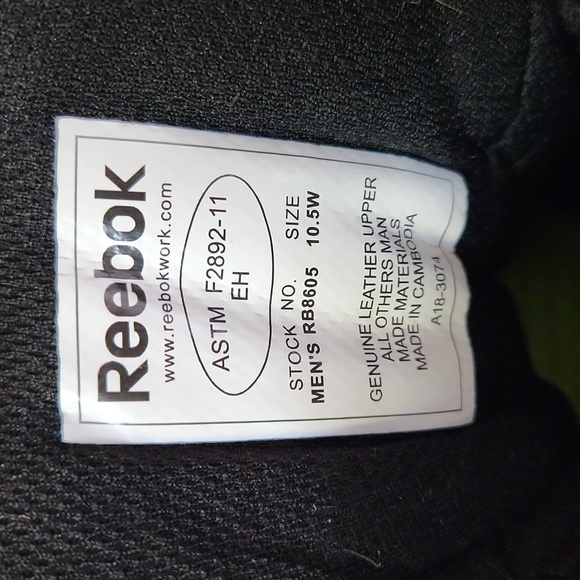 Reebok
www.reebokwork.com
ASTM F2892-11
EH
STOCK NO. SIZE
MEN'S RB8605 10.5W
GENUINE LEATHER UPPER
ALL OTHERS MAN
MADE MATERIALS
MADE IN CAMBODIA
A18-3074